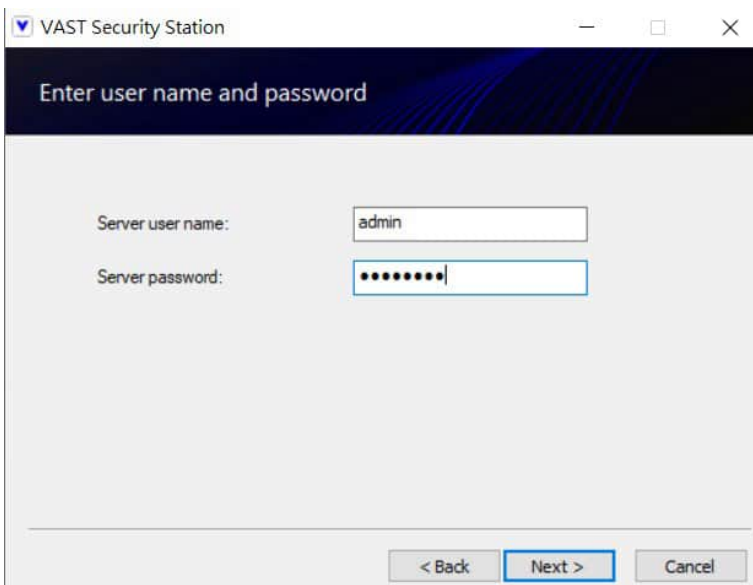 VAST Security Station
Enter user name and password
Server user name: admin
Server password: ••••••••
< Back Next > Cancel